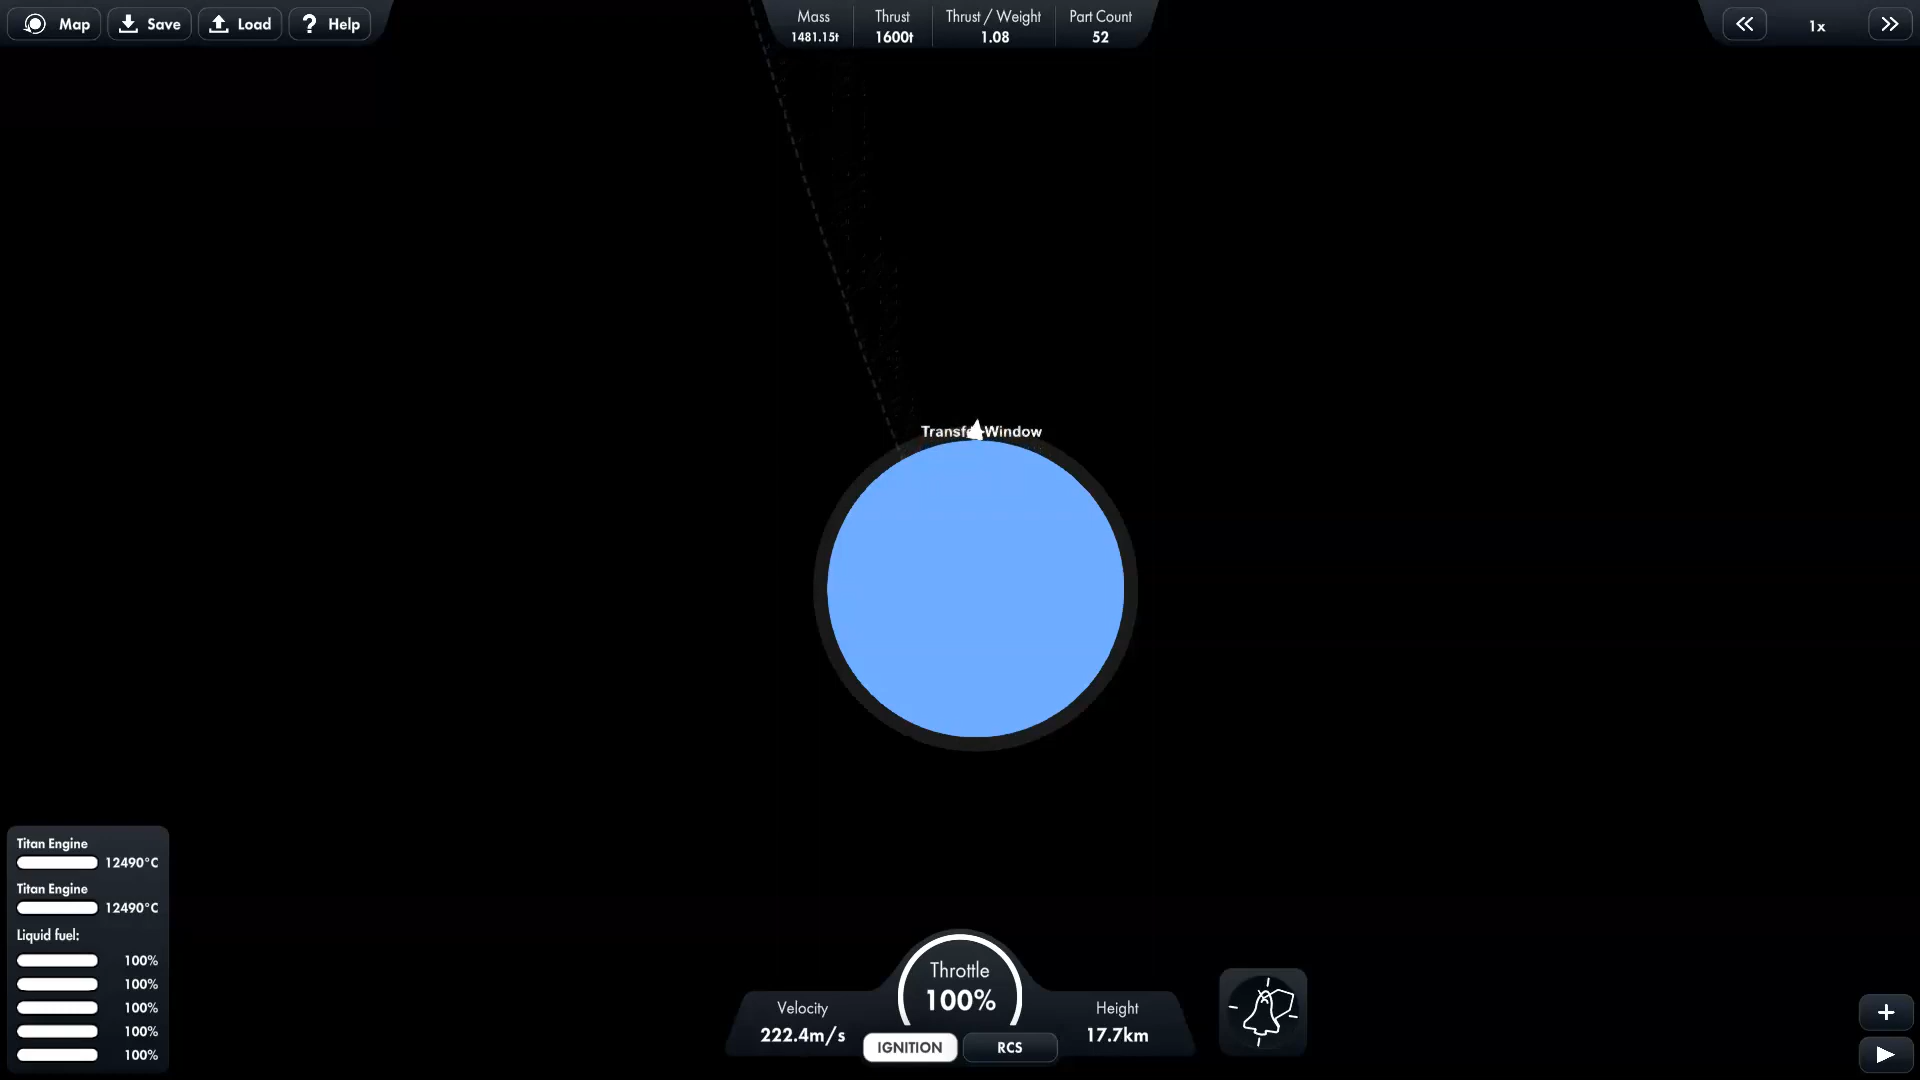 Map Save Load ? Help
Mass Thrust Thrust / Weight Part Count
1481.15t 1600t 1.08 52
1x
Transfer Window
Titan Engine
12490°C
Titan Engine
12490°C
Liquid fuel:
100%
100%
100%
100%
100%
Throttle
100%
Velocity
222.4m/s
IGNITION
RCS
Height
17.7km